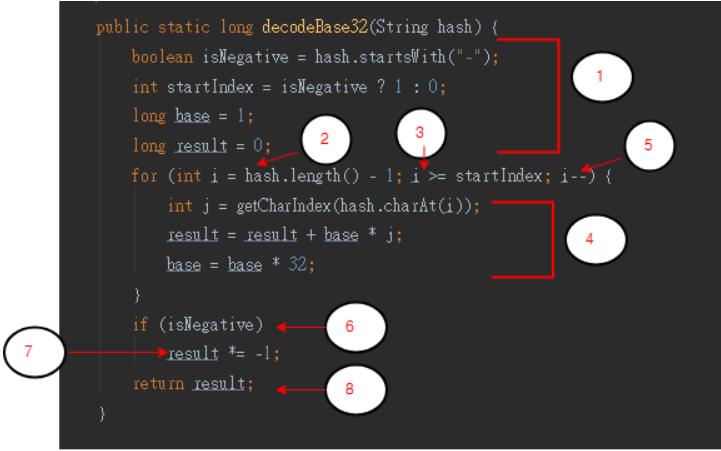 public static long decodeBase32(String hash) {
boolean isNegative = hash.startsWith("-");
int startIndex = isNegative ? 1 : 0;
long base = 1;
long result = 0;
for (int i = hash.length() - 1; i >= startIndex; i--) {
int j = getCharIndex(hash.charAt(i));
result = result + base * j;
base = base * 32;
}
if (isNegative)
result *= -1;
return result;
}
1
2
3
5
4
6
7
8